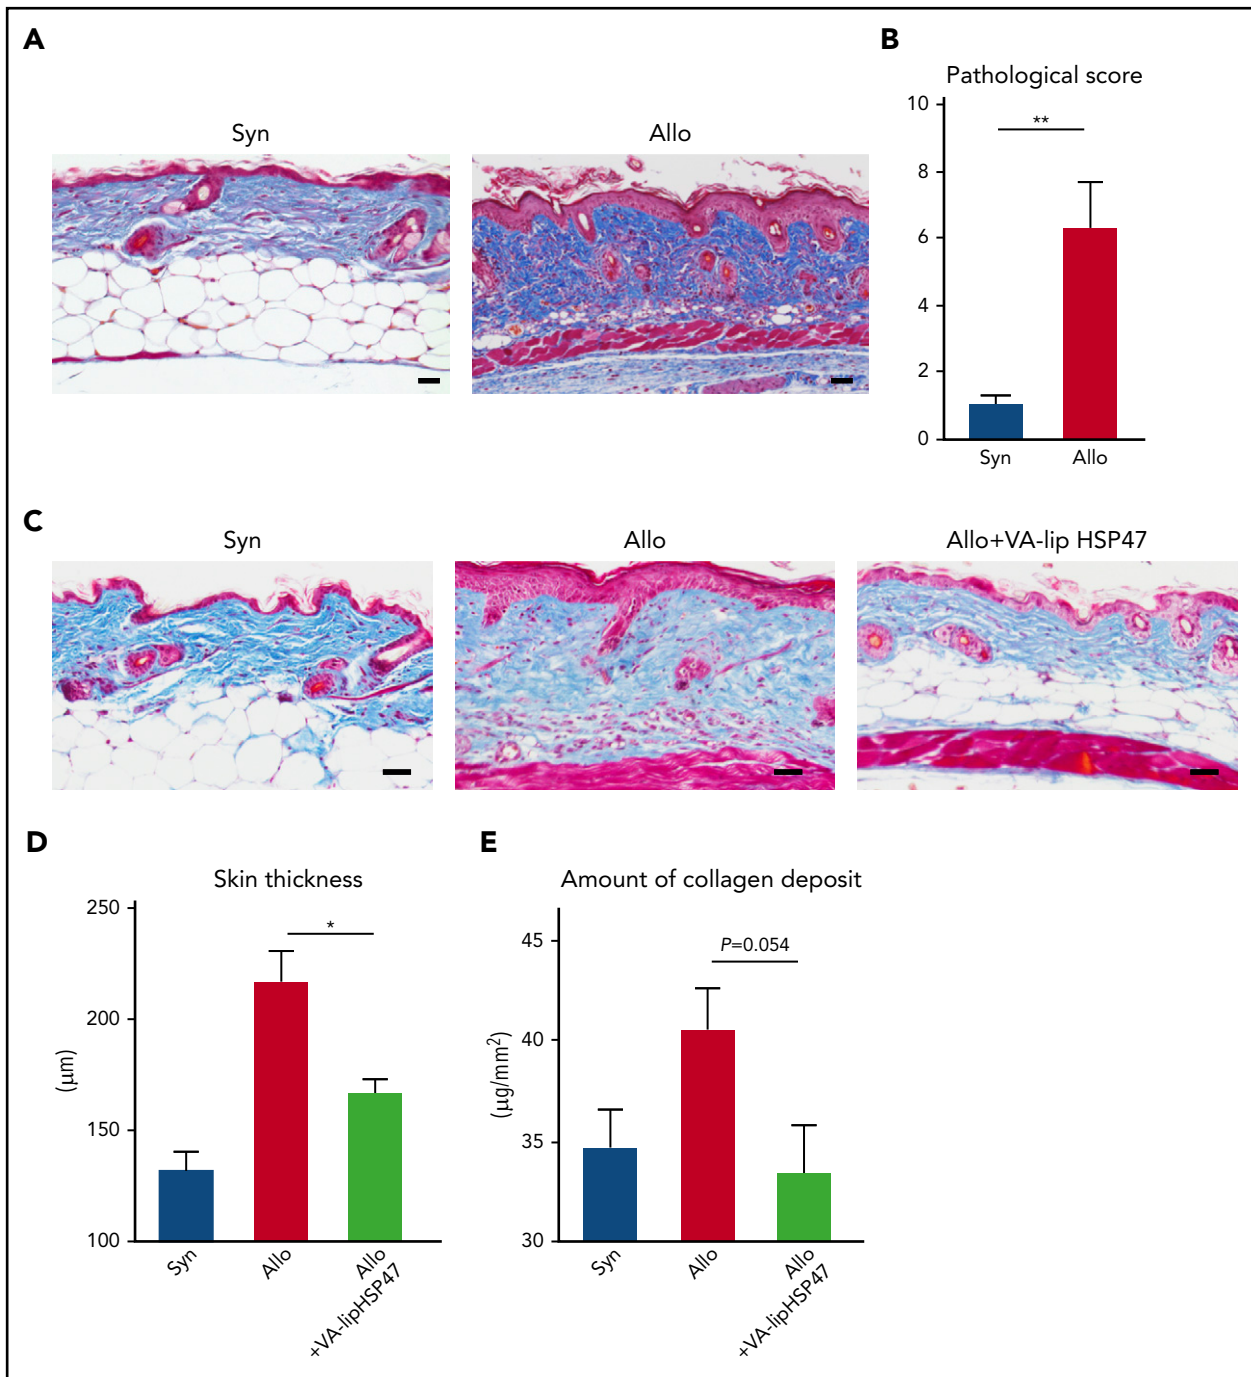 A
B
Pathological score
Syn
Allo
10
8
6
4
2
0
**
Syn
Allo
C
Syn
Allo
Allo+VA-lip HSP47
D
E
Skin thickness
Amount of collagen deposit
250
200
150
100
(μm)
*
Syn
Allo
Allo
+VA-lipHSP47
45
40
35
30
(μg/mm²)
P=0.054
Syn
Allo
Allo
+VA-lipHSP47